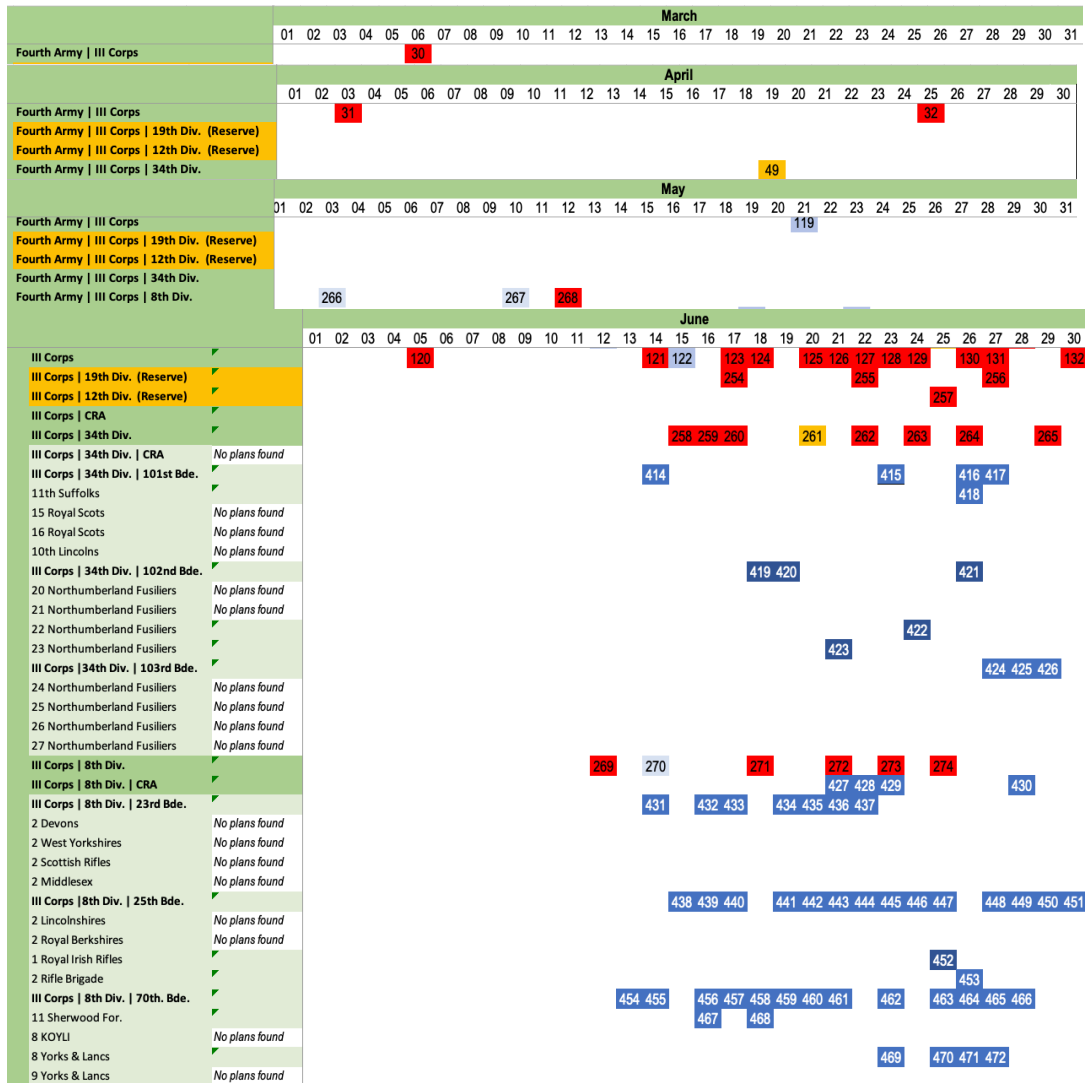 March
01 02 03 04 05 06 07 08 09 10 11 12 13 14 15 16 17 18 19 20 21 22 23 24 25 26 27 28 29 30 31
Fourth Army | III Corps 30
April
01 02 03 04 05 06 07 08 09 10 11 12 13 14 15 16 17 18 19 20 21 22 23 24 25 26 27 28 29 30
Fourth Army | III Corps 31 32
Fourth Army | III Corps | 19th Div. (Reserve)
Fourth Army | III Corps | 12th Div. (Reserve)
Fourth Army | III Corps | 34th Div. 49
May
01 02 03 04 05 06 07 08 09 10 11 12 13 14 15 16 17 18 19 20 21 22 23 24 25 26 27 28 29 30 31
Fourth Army | III Corps 119
Fourth Army | III Corps | 19th Div. (Reserve)
Fourth Army | III Corps | 12th Div. (Reserve)
Fourth Army | III Corps | 34th Div.
Fourth Army | III Corps | 8th Div. 266 267 268
June
01 02 03 04 05 06 07 08 09 10 11 12 13 14 15 16 17 18 19 20 21 22 23 24 25 26 27 28 29 30
III Corps 120 121 122 123 124 125 126 127 128 129 130 131 132
III Corps | 19th Div. (Reserve) 254 255 256
III Corps | 12th Div. (Reserve) 257
III Corps | CRA
III Corps | 34th Div. 258 259 260 261 262 263 264 265
III Corps | 34th Div. | CRA No plans found
III Corps | 34th Div. | 101st Bde. 414 415 416 417
11th Suffolks 418
15 Royal Scots No plans found
16 Royal Scots No plans found
10th Lincolns No plans found
III Corps | 34th Div. | 102nd Bde. 419 420 421
20 Northumberland Fusiliers No plans found
21 Northumberland Fusiliers No plans found
22 Northumberland Fusiliers 422
23 Northumberland Fusiliers 423
III Corps |34th Div. | 103rd Bde. 424 425 426
24 Northumberland Fusiliers No plans found
25 Northumberland Fusiliers No plans found
26 Northumberland Fusiliers No plans found
27 Northumberland Fusiliers No plans found
III Corps | 8th Div. 269 270 271 272 273 274
III Corps | 8th Div. | CRA 427 428 429 430
III Corps | 8th Div. | 23rd Bde. 431 432 433 434 435 436 437
2 Devons No plans found
2 West Yorkshires No plans found
2 Scottish Rifles No plans found
2 Middlesex No plans found
III Corps |8th Div. | 25th Bde. 438 439 440 441 442 443 444 445 446 447 448 449 450 451
2 Lincolnshires No plans found
2 Royal Berkshires No plans found
1 Royal Irish Rifles 452
2 Rifle Brigade 453
III Corps | 8th Div. | 70th. Bde. 454 455 456 457 458 459 460 461 462 463 464 465 466
11 Sherwood For. 467 468
8 KOYLI No plans found
8 Yorks & Lancs 469 470 471 472
9 Yorks & Lancs No plans found